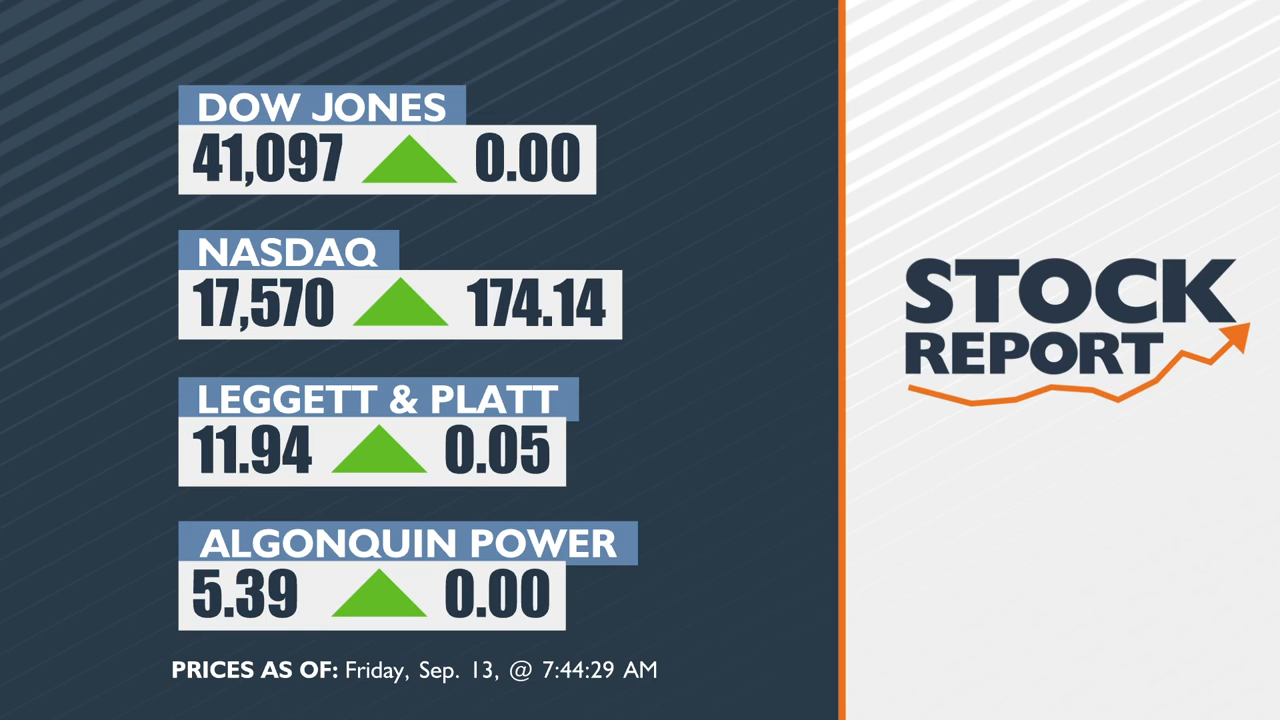 DOW JONES
41,097 0.00
NASDAQ
17,570 174.14
LEGGETT & PLATT
11.94 0.05
ALGONQUIN POWER
5.39 0.00
PRICES AS OF: Friday, Sep. 13, @ 7:44:29 AM
STOCK
REPORT